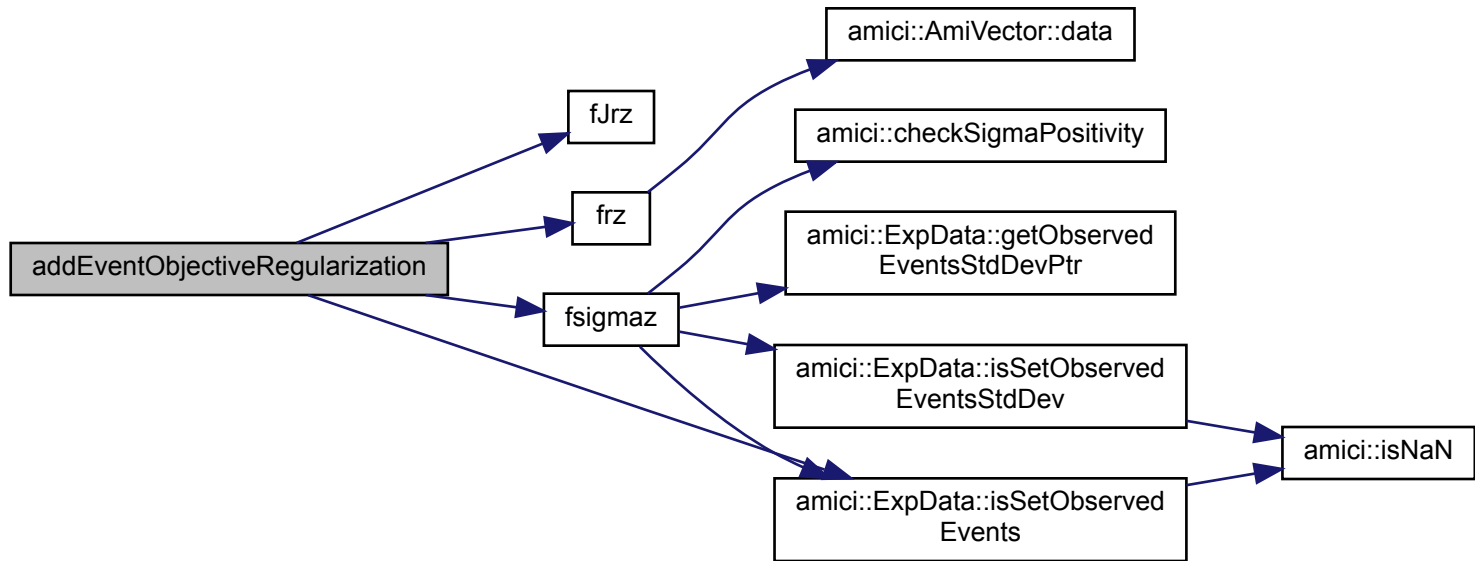 addEventObjectiveRegularization
fJrz
frz
fsigmaz
amici::AmiVector::data
amici::checkSigmaPositivity
amici::ExpData::getObserved
EventsStdDevPtr
amici::ExpData::isSetObserved
EventsStdDev
amici::ExpData::isSetObserved
Events
amici::isNaN